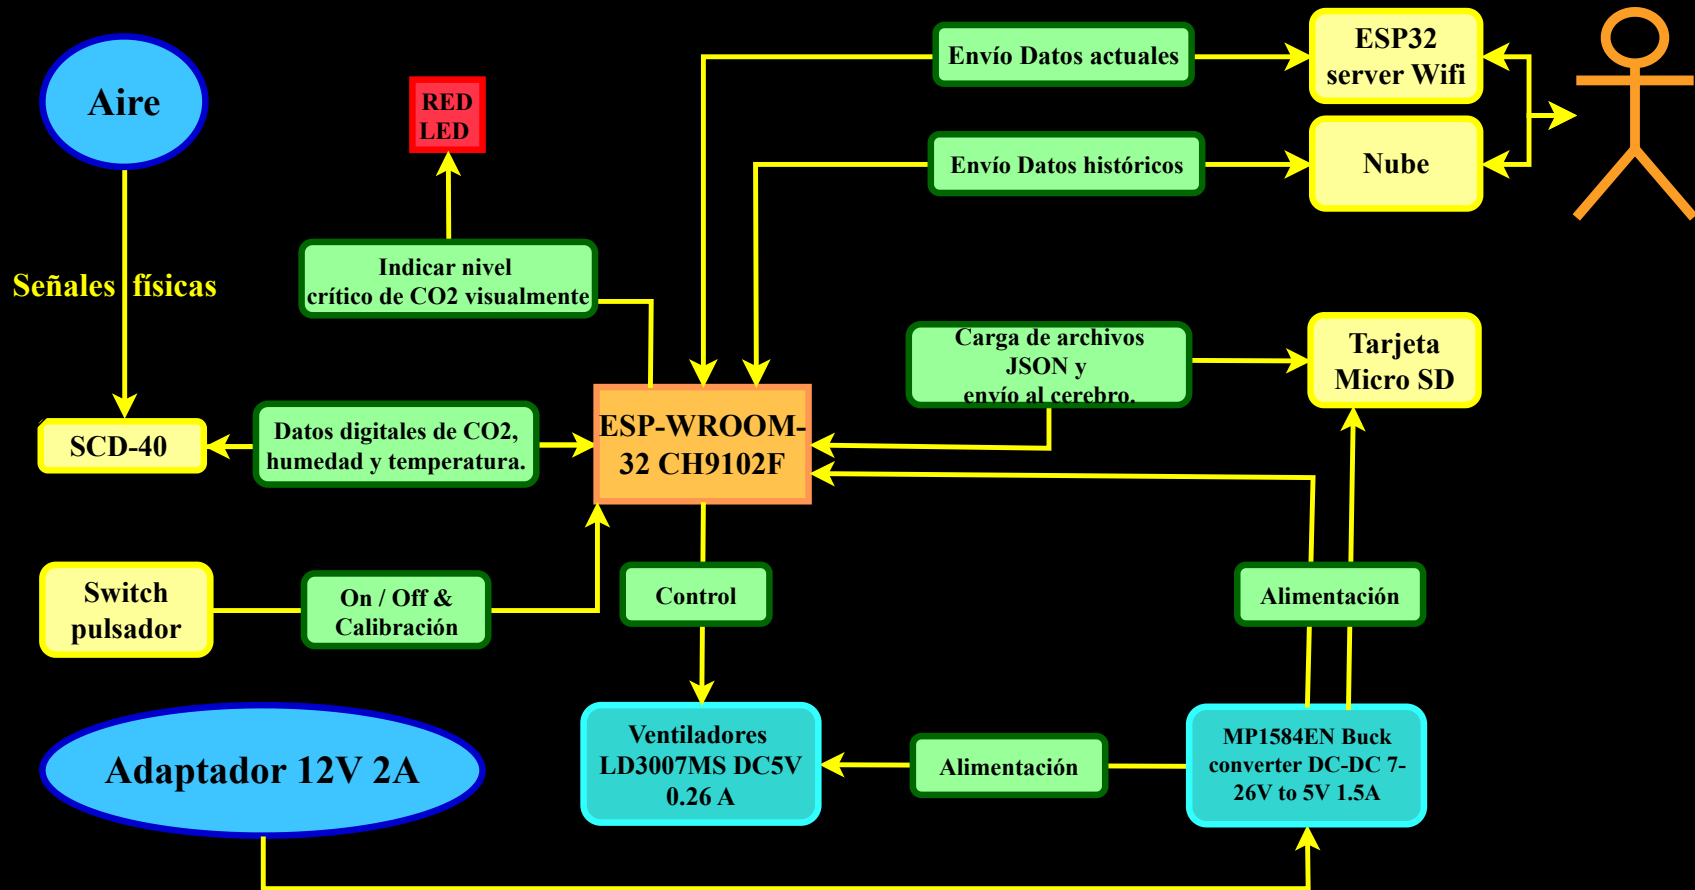 Aire
RED
LED
Envío Datos actuales
ESP32
server Wifi
Envío Datos históricos
Nube
Señales físicas
Indicar nivel
crítico de CO2 visualmente
Carga de archivos
JSON y
envío al cerebro.
Tarjeta
Micro SD
SCD-40
Datos digitales de CO2,
humedad y temperatura.
ESP-WROOM-
32 CH9102F
Switch
pulsador
On / Off &
Calibración
Control
Alimentación
Adaptador 12V 2A
Ventiladores
LD3007MS DC5V
0.26 A
Alimentación
MP1584EN Buck
converter DC-DC 7-
26V to 5V 1.5A